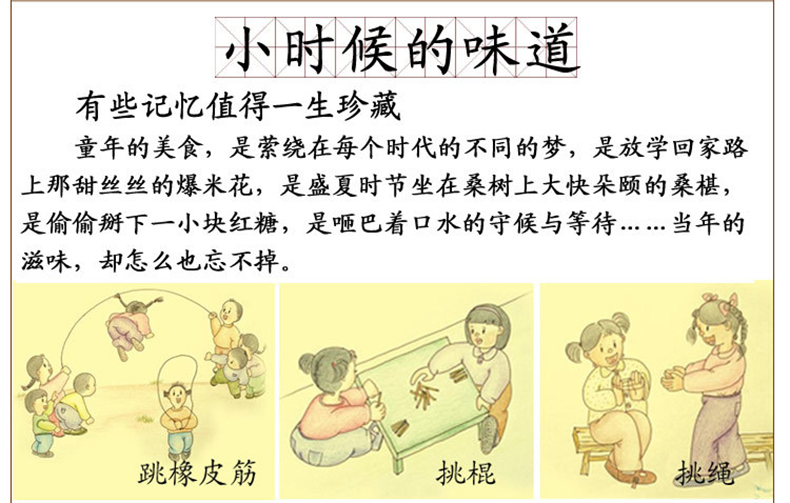 小时候的味道
有些记忆值得一生珍藏
童年的美食，是萦绕在每个时代的不同的梦，是放学回家路
上那甜丝丝的爆米花，是盛夏时节坐在桑树上大快朵颐的桑椹，
是偷偷掰下一小块红糖，是咂巴着口水的守候与等待……当年的
滋味，却怎么也忘不掉。
跳橡皮筋
挑棍
挑绳